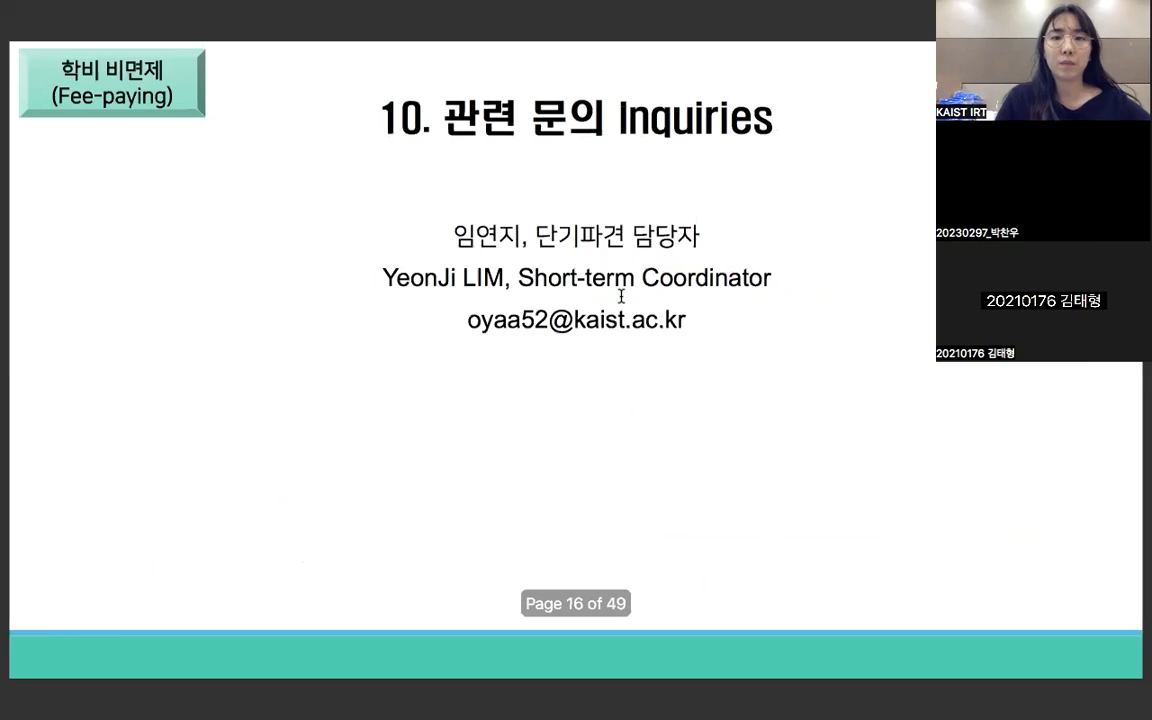 학비 비면제
(Fee-paying)
10. 관련 문의 Inquiries
임연지, 단기파견 담당자
YeonJi LIM, Short-term Coordinator
oyaa52@kaist.ac.kr
Page 16 of 49
KAIST IRT
20230297_박찬우
20210176 김태형
20210176 김태형